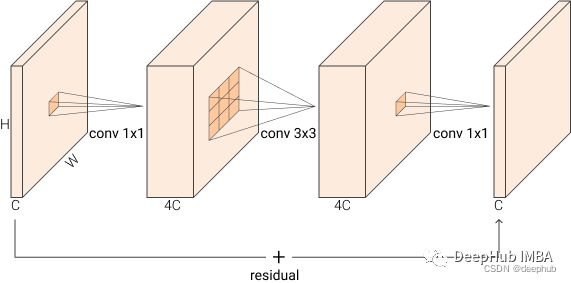 H
conv 1x1
conv 3x3
conv 1x1
W
C
4C
4C
C
+
residual
DeepHub IMBA
CSDN @deephub